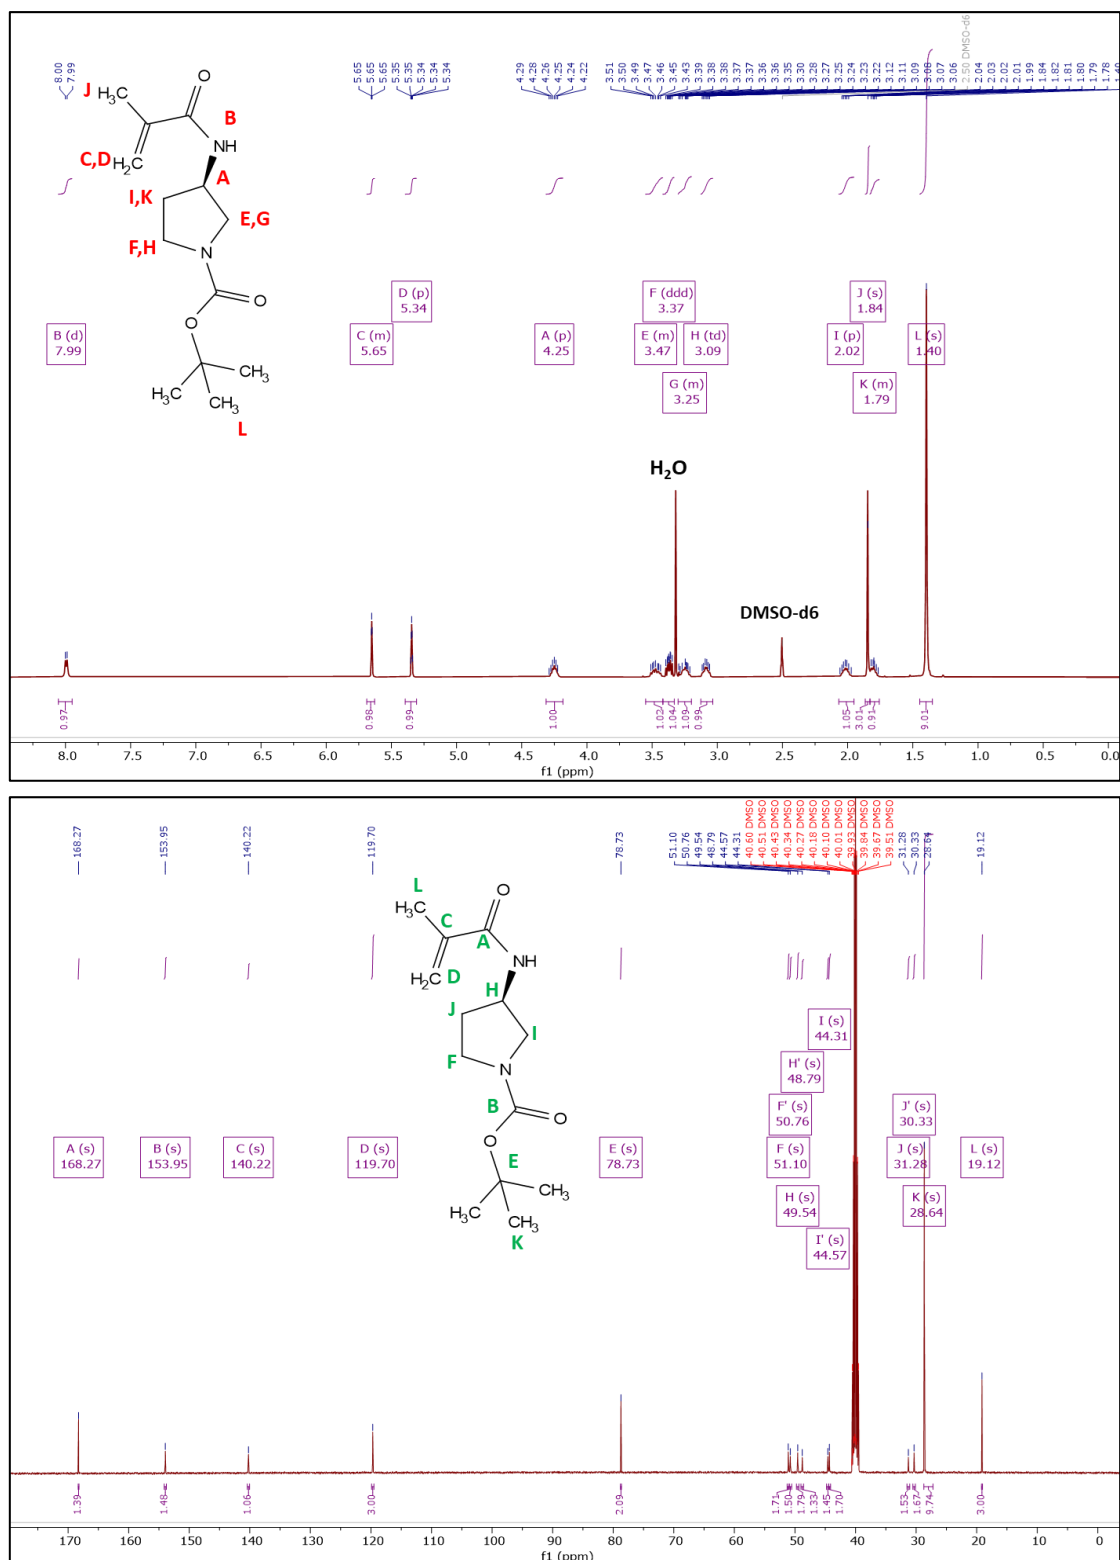 8.00
7.99
5.65
5.65
5.65
5.35
5.35
5.34
5.34
5.34
4.29
4.28
4.26
4.25
4.24
4.22
3.51
3.50
3.49
3.47
3.46
3.45
3.43
3.39
3.38
3.38
3.37
3.37
3.36
3.36
3.35
3.30
3.28
3.27
3.25
3.24
3.23
3.22
3.12
3.11
3.09
3.08
3.07
3.06
2.50 DMSO-d6
2.04
2.03
2.02
2.01
1.99
1.84
1.82
1.81
1.80
1.79
1.78
1.40
O
J CH₃
B
NH
C,D H₂C
A
I,K
E,G
F,H
N
O
O
CH₃
H₃C
CH₃
L
B (d)
7.99
C (m)
5.65
D (p)
5.34
A (p)
4.25
F (ddd)
3.37
E (m)
3.47
H (td)
3.09
G (m)
3.25
J (s)
1.84
I (p)
2.02
L (s)
1.40
K (m)
1.79
H₂O
DMSO-d6
0.97
0.98
0.99
1.00
1.02
1.04
1.09
0.99
1.05
3.01
0.91
9.01
8.0 7.5 7.0 6.5 6.0 5.5 5.0 4.5 4.0 3.5 3.0 2.5 2.0 1.5 1.0 0.5 0.0
f1 (ppm)
168.27
153.95
140.22
119.70
78.73
51.10
50.76
49.54
48.79
44.57
44.31
40.60 DMSO
40.51 DMSO
40.43 DMSO
40.34 DMSO
40.27 DMSO
40.18 DMSO
40.10 DMSO
40.01 DMSO
39.93 DMSO
39.84 DMSO
39.67 DMSO
39.51 DMSO
31.28
30.33
28.64
19.12
L
H₃C
O
C
A
H₂C D
NH
H
J
I
F
N
B
O
O
E
CH₃
H₃C
CH₃
K
A (s)
168.27
B (s)
153.95
C (s)
140.22
D (s)
119.70
E (s)
78.73
I (s)
44.31
H' (s)
48.79
F' (s)
50.76
F (s)
51.10
H (s)
49.54
I' (s)
44.57
J' (s)
30.33
J (s)
31.28
K (s)
28.64
L (s)
19.12
1.39
1.48
1.06
3.00
2.09
1.71
1.50
1.79
1.33
1.45
1.70
1.53
1.67
9.74
3.00
170 160 150 140 130 120 110 100 90 80 70 60 50 40 30 20 10 0
f1 (ppm)